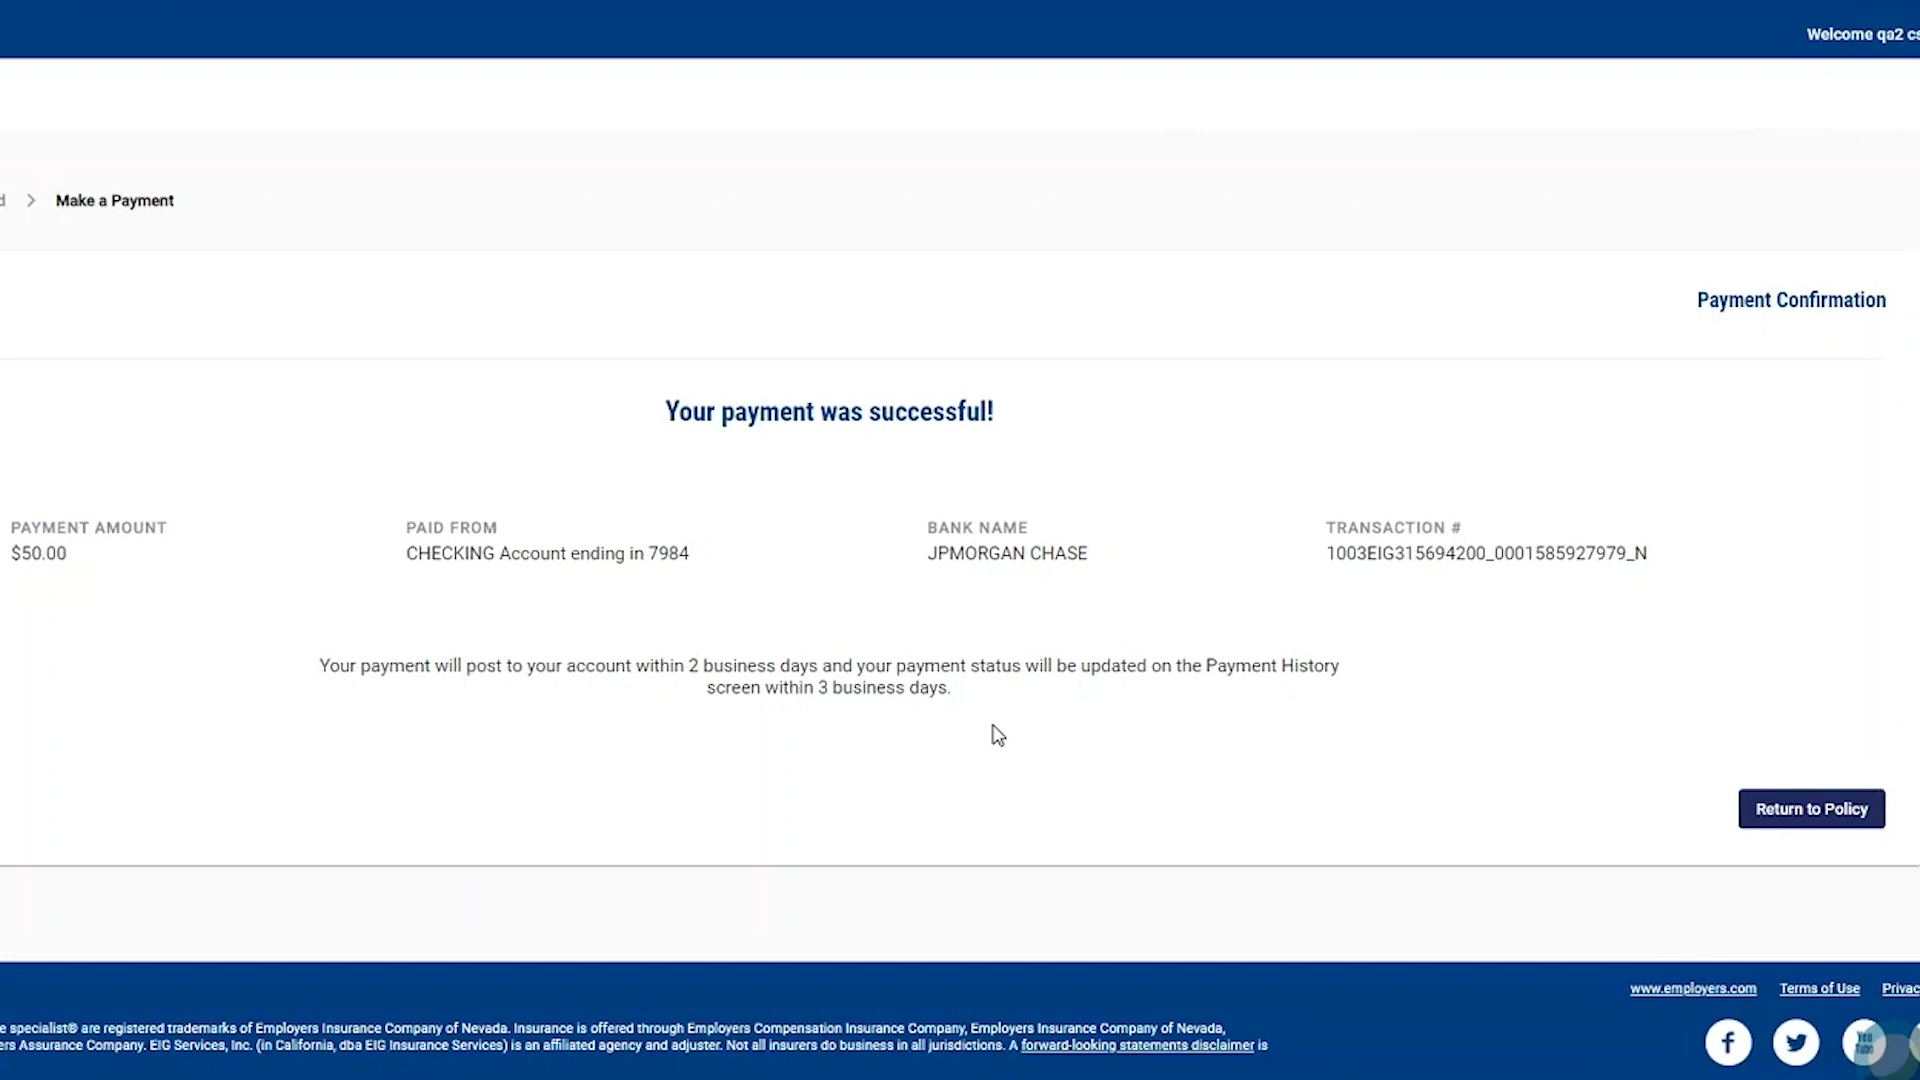 Welcome qa2
Make a Payment
Payment Confirmation
Your payment was successful!
PAYMENT AMOUNT PAID FROM BANK NAME TRANSACTION #
$50.00 CHECKING Account ending in 7984 JPMORGAN CHASE 1003EIG315694200_0001585927979_N
Your payment will post to your account within 2 business days and your payment status will be updated on the Payment History
screen within 3 business days.
Return to Policy
www.employers.com Terms of Use
e specialist® are registered trademarks of Employers Insurance Company of Nevada. Insurance is offered through Employers Compensation Insurance Company, Employers Insurance Company of Nevada,
ers Assurance Company. EIG Services, Inc. (in California, dba EIG Insurance Services) is an affiliated agency and adjuster. Not all insurers do business in all jurisdictions. A forward-looking statements disclaimer is